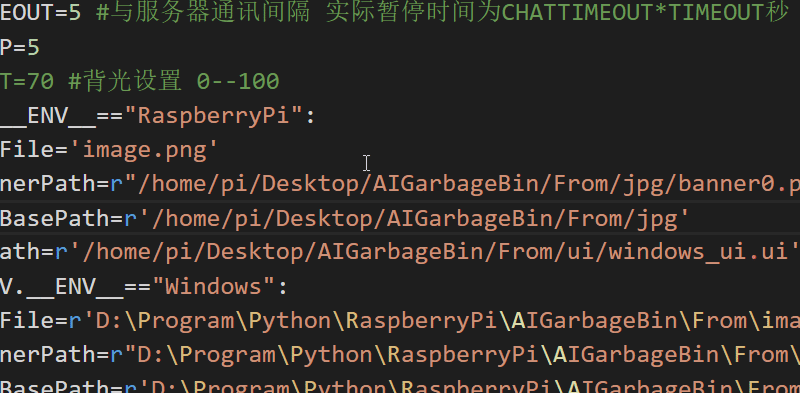 EOUT=5 #与服务器通讯间隔 实际暂停时间为CHATTIMEOUT*TIMEOUT秒
P=5
T=70 #背光设置 0--100
__ENV__=="RaspberryPi":
File='image.png'
nerPath=r"/home/pi/Desktop/AIGarbageBin/From/jpg/banner0.p
BasePath=r'/home/pi/Desktop/AIGarbageBin/From/jpg'
ath=r'/home/pi/Desktop/AIGarbageBin/From/ui/windows_ui.ui'
V.__ENV__=="Windows":
File=r'D:\Program\Python\RaspberryPi\AIGarbageBin\From\ima
nerPath=r"D:\Program\Python\RaspberryPi\AIGarbageBin\From\
BasePath=r'D:\Program\Python\RaspberryPi\AIGarbageBin\From